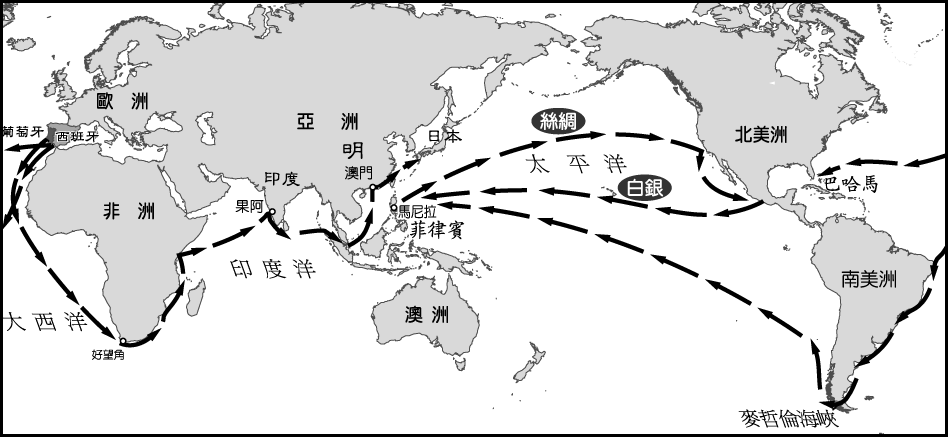 歐洲
葡萄牙
西班牙
亞洲
明
日本
絲綢
太平洋
北美洲
白銀
巴哈馬
印度
澳門
非洲
果阿
馬尼拉
菲律賓
印度洋
南美洲
大西洋
澳洲
好望角
麥哲倫海峽